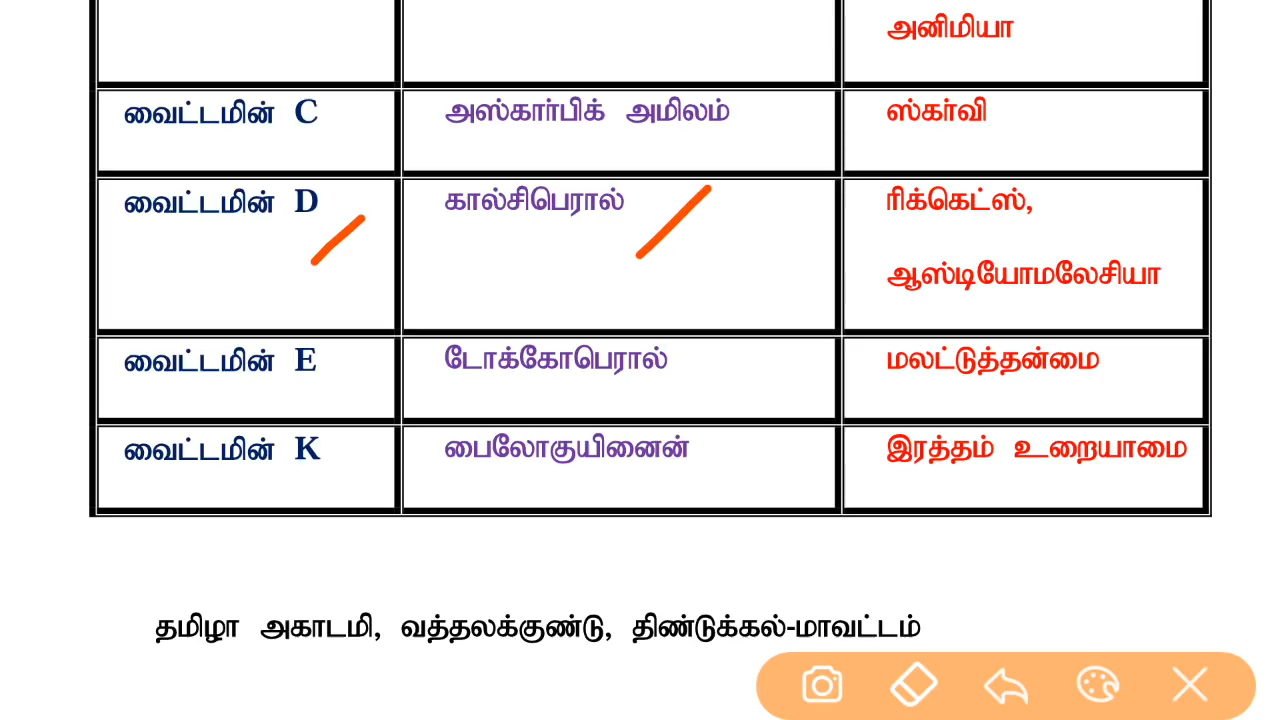 அனிமியா
வைட்டமின் C அஸ்கார்பிக் அமிலம் ஸ்கர்வி
வைட்டமின் D கால்சிபெரால் ரிக்கெட்ஸ்,
ஆஸ்டியோமலேசியா
வைட்டமின் E டோக்கோபெரால் மலட்டுத்தன்மை
வைட்டமின் K பைலோகுயினைன் இரத்தம் உறையாமை
தமிழா அகாடமி, வத்தலக்குண்டு, திண்டுக்கல்-மாவட்டம்